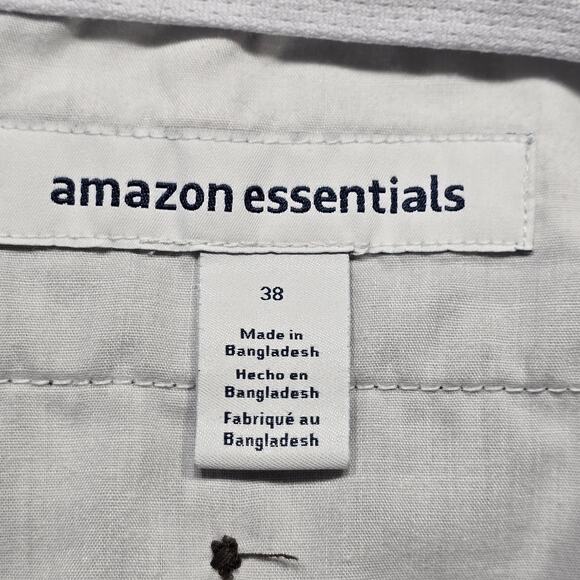 amazon essentials
38
Made in
Bangladesh
Hecho en
Bangladesh
Fabriqué au
Bangladesh